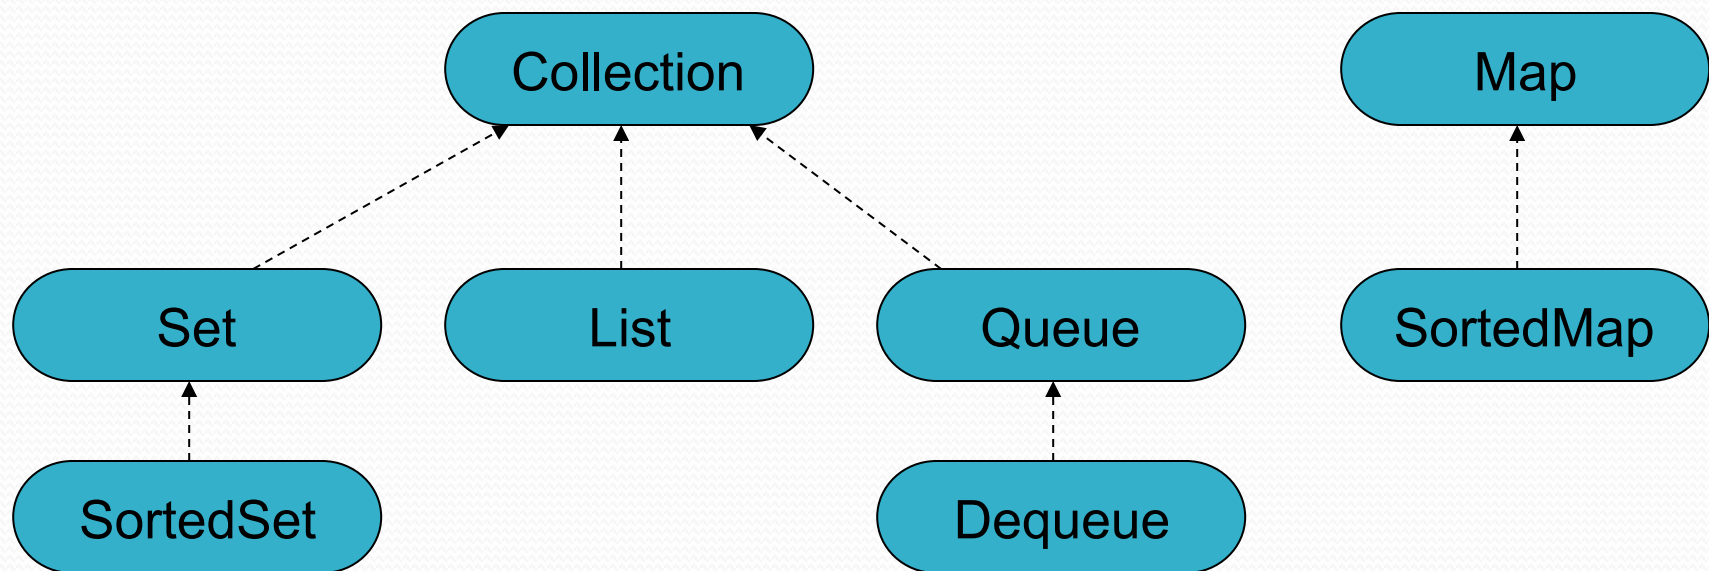 Collection
Map
Set
List
Queue
SortedMap
SortedSet
Dequeue